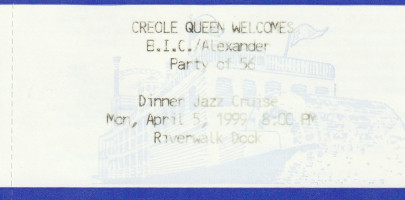 CREOLE QUEEN WELCOMES
B.I.C./Alexander
Party of 56
Dinner Jazz Cruise
Mon, April 5, 1999 8:00 PM
Riverwalk Dock